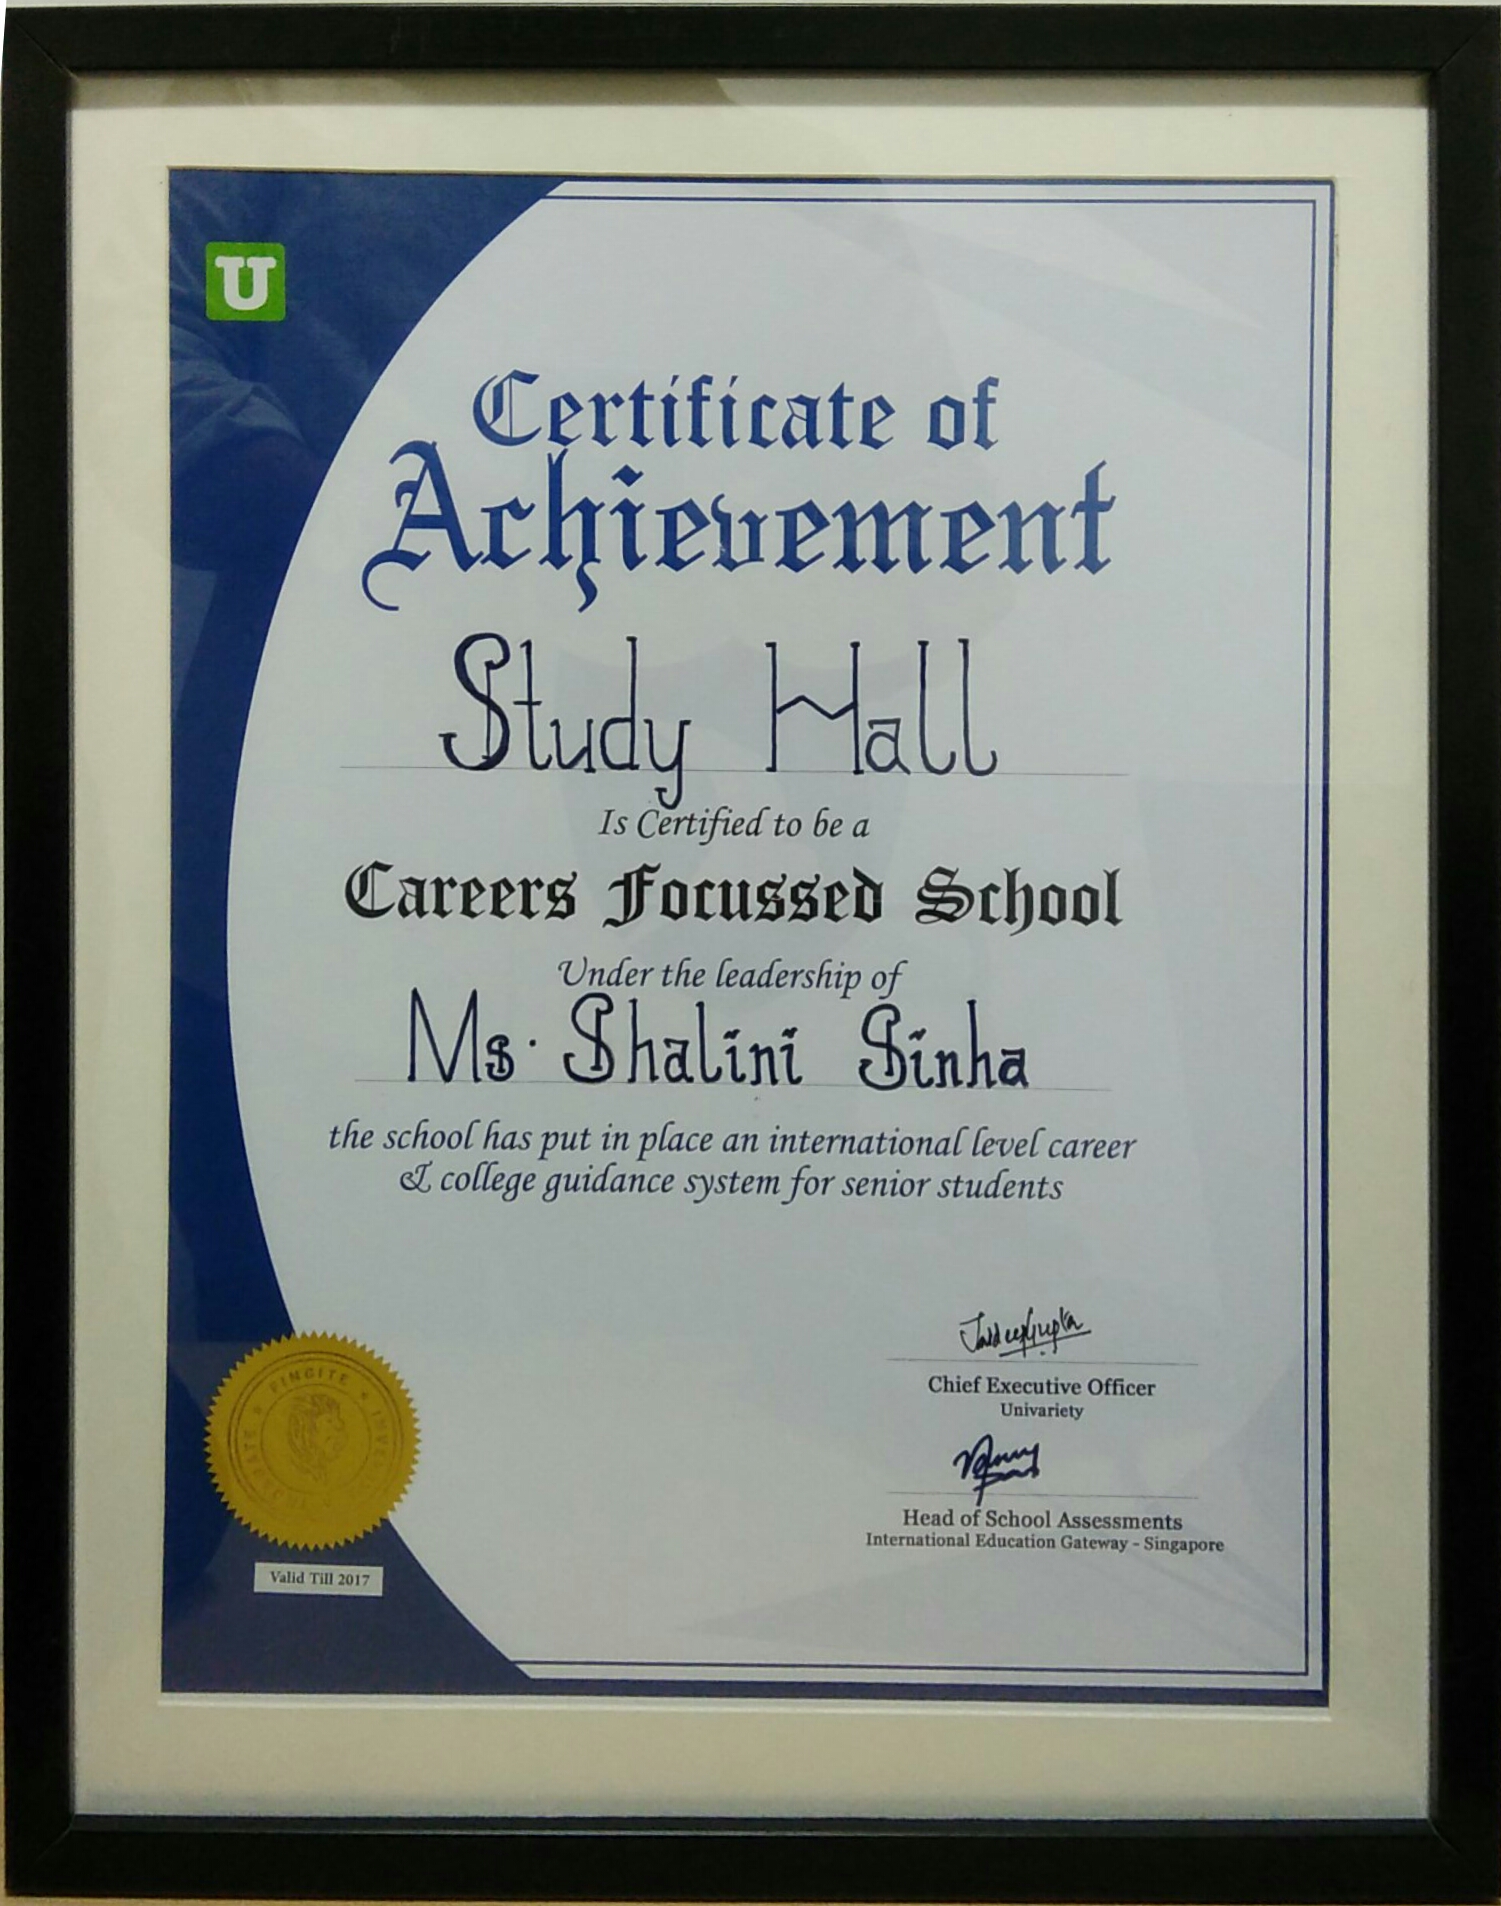 U
Certificate of
Achievement
Study Hall
Is Certified to be a
Careers Focussed School
Under the leadership of
Ms. Shalini Sinha
the school has put in place an international level career
& college guidance system for senior students
Chief Executive Officer
Univariety
Head of School Assessments
International Education Gateway - Singapore
FINGITE
Valid Till 2017